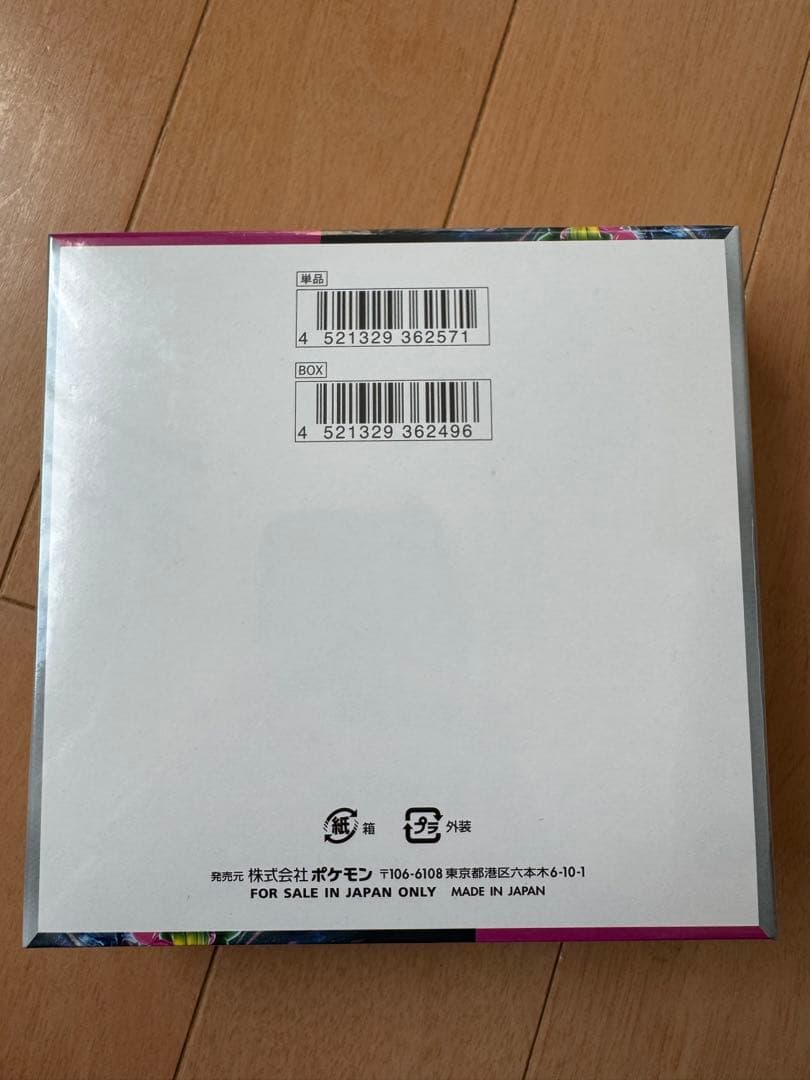 単品
4 521329 362571
BOX
4 521329 362496
紙 箱
プラ 外装
発売元 株式会社 ポケモン 〒106-6108 東京都港区六本木6-10-1
FOR SALE IN JAPAN ONLY MADE IN JAPAN